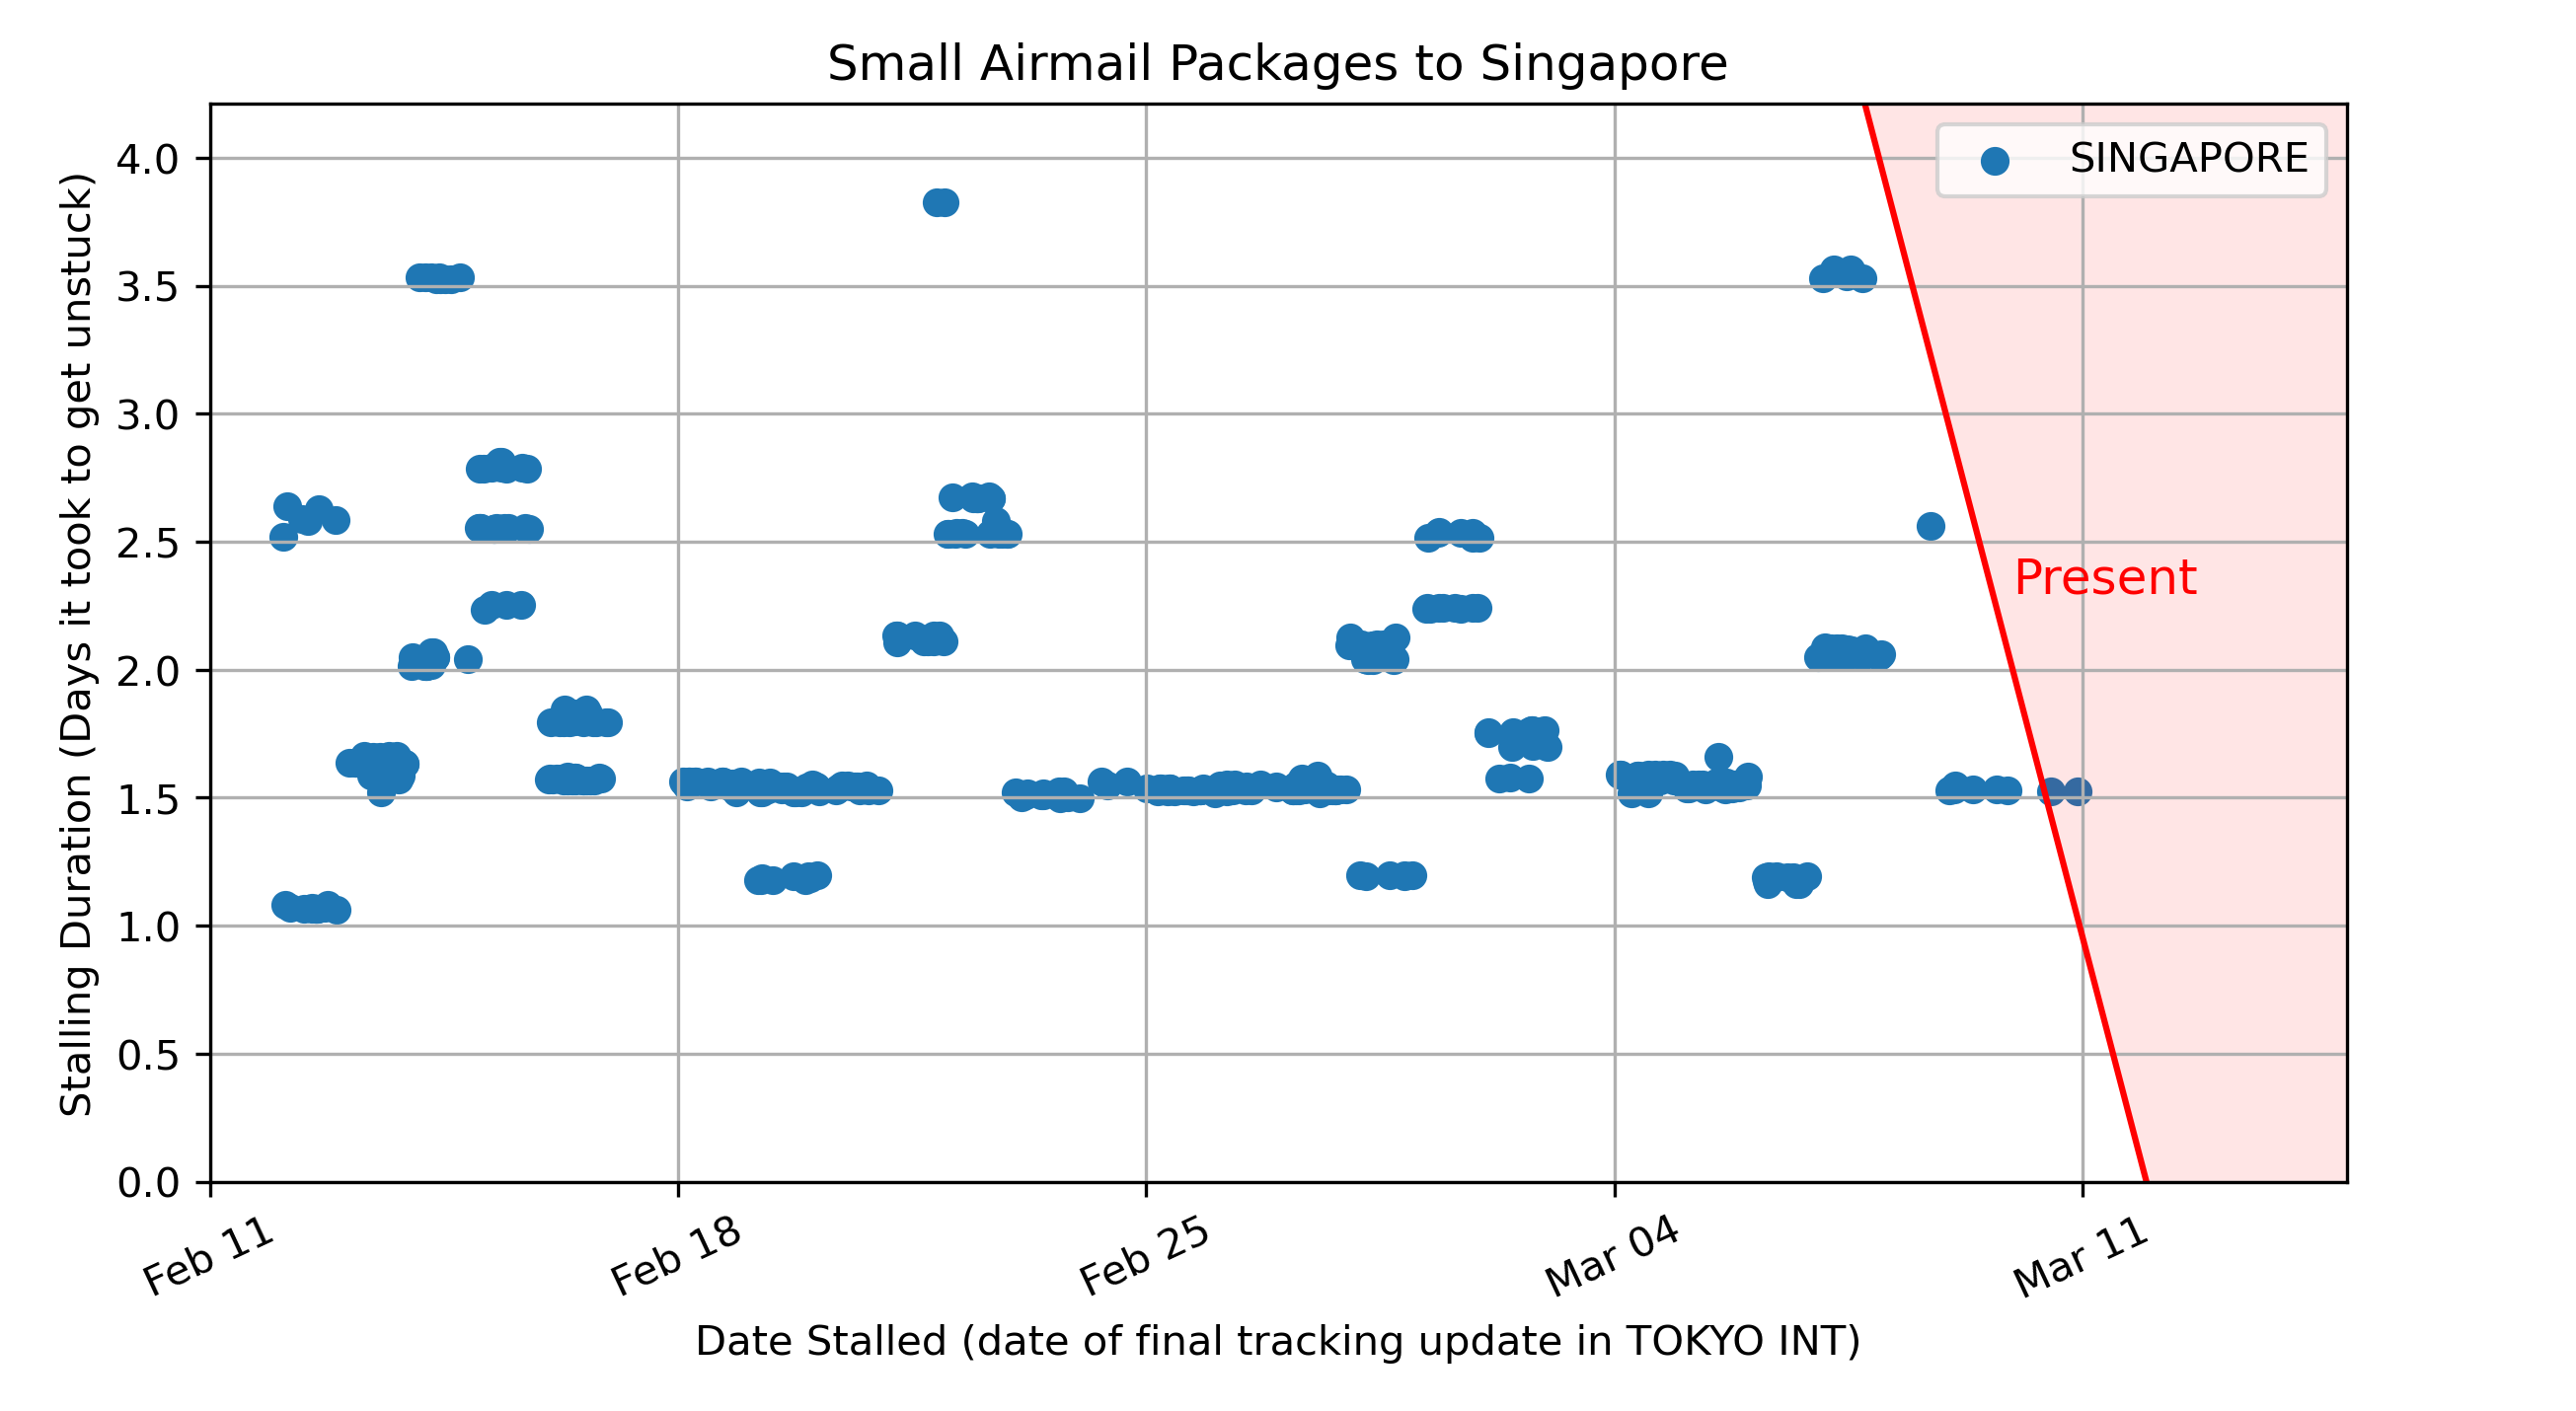 Small Airmail Packages to Singapore
Stalling Duration (Days it took to get unstuck)
4.0
3.5
3.0
2.5
2.0
1.5
1.0
0.5
0.0
SINGAPORE
Present
Feb 11
Feb 18
Feb 25
Mar 04
Mar 11
Date Stalled (date of final tracking update in TOKYO INT)